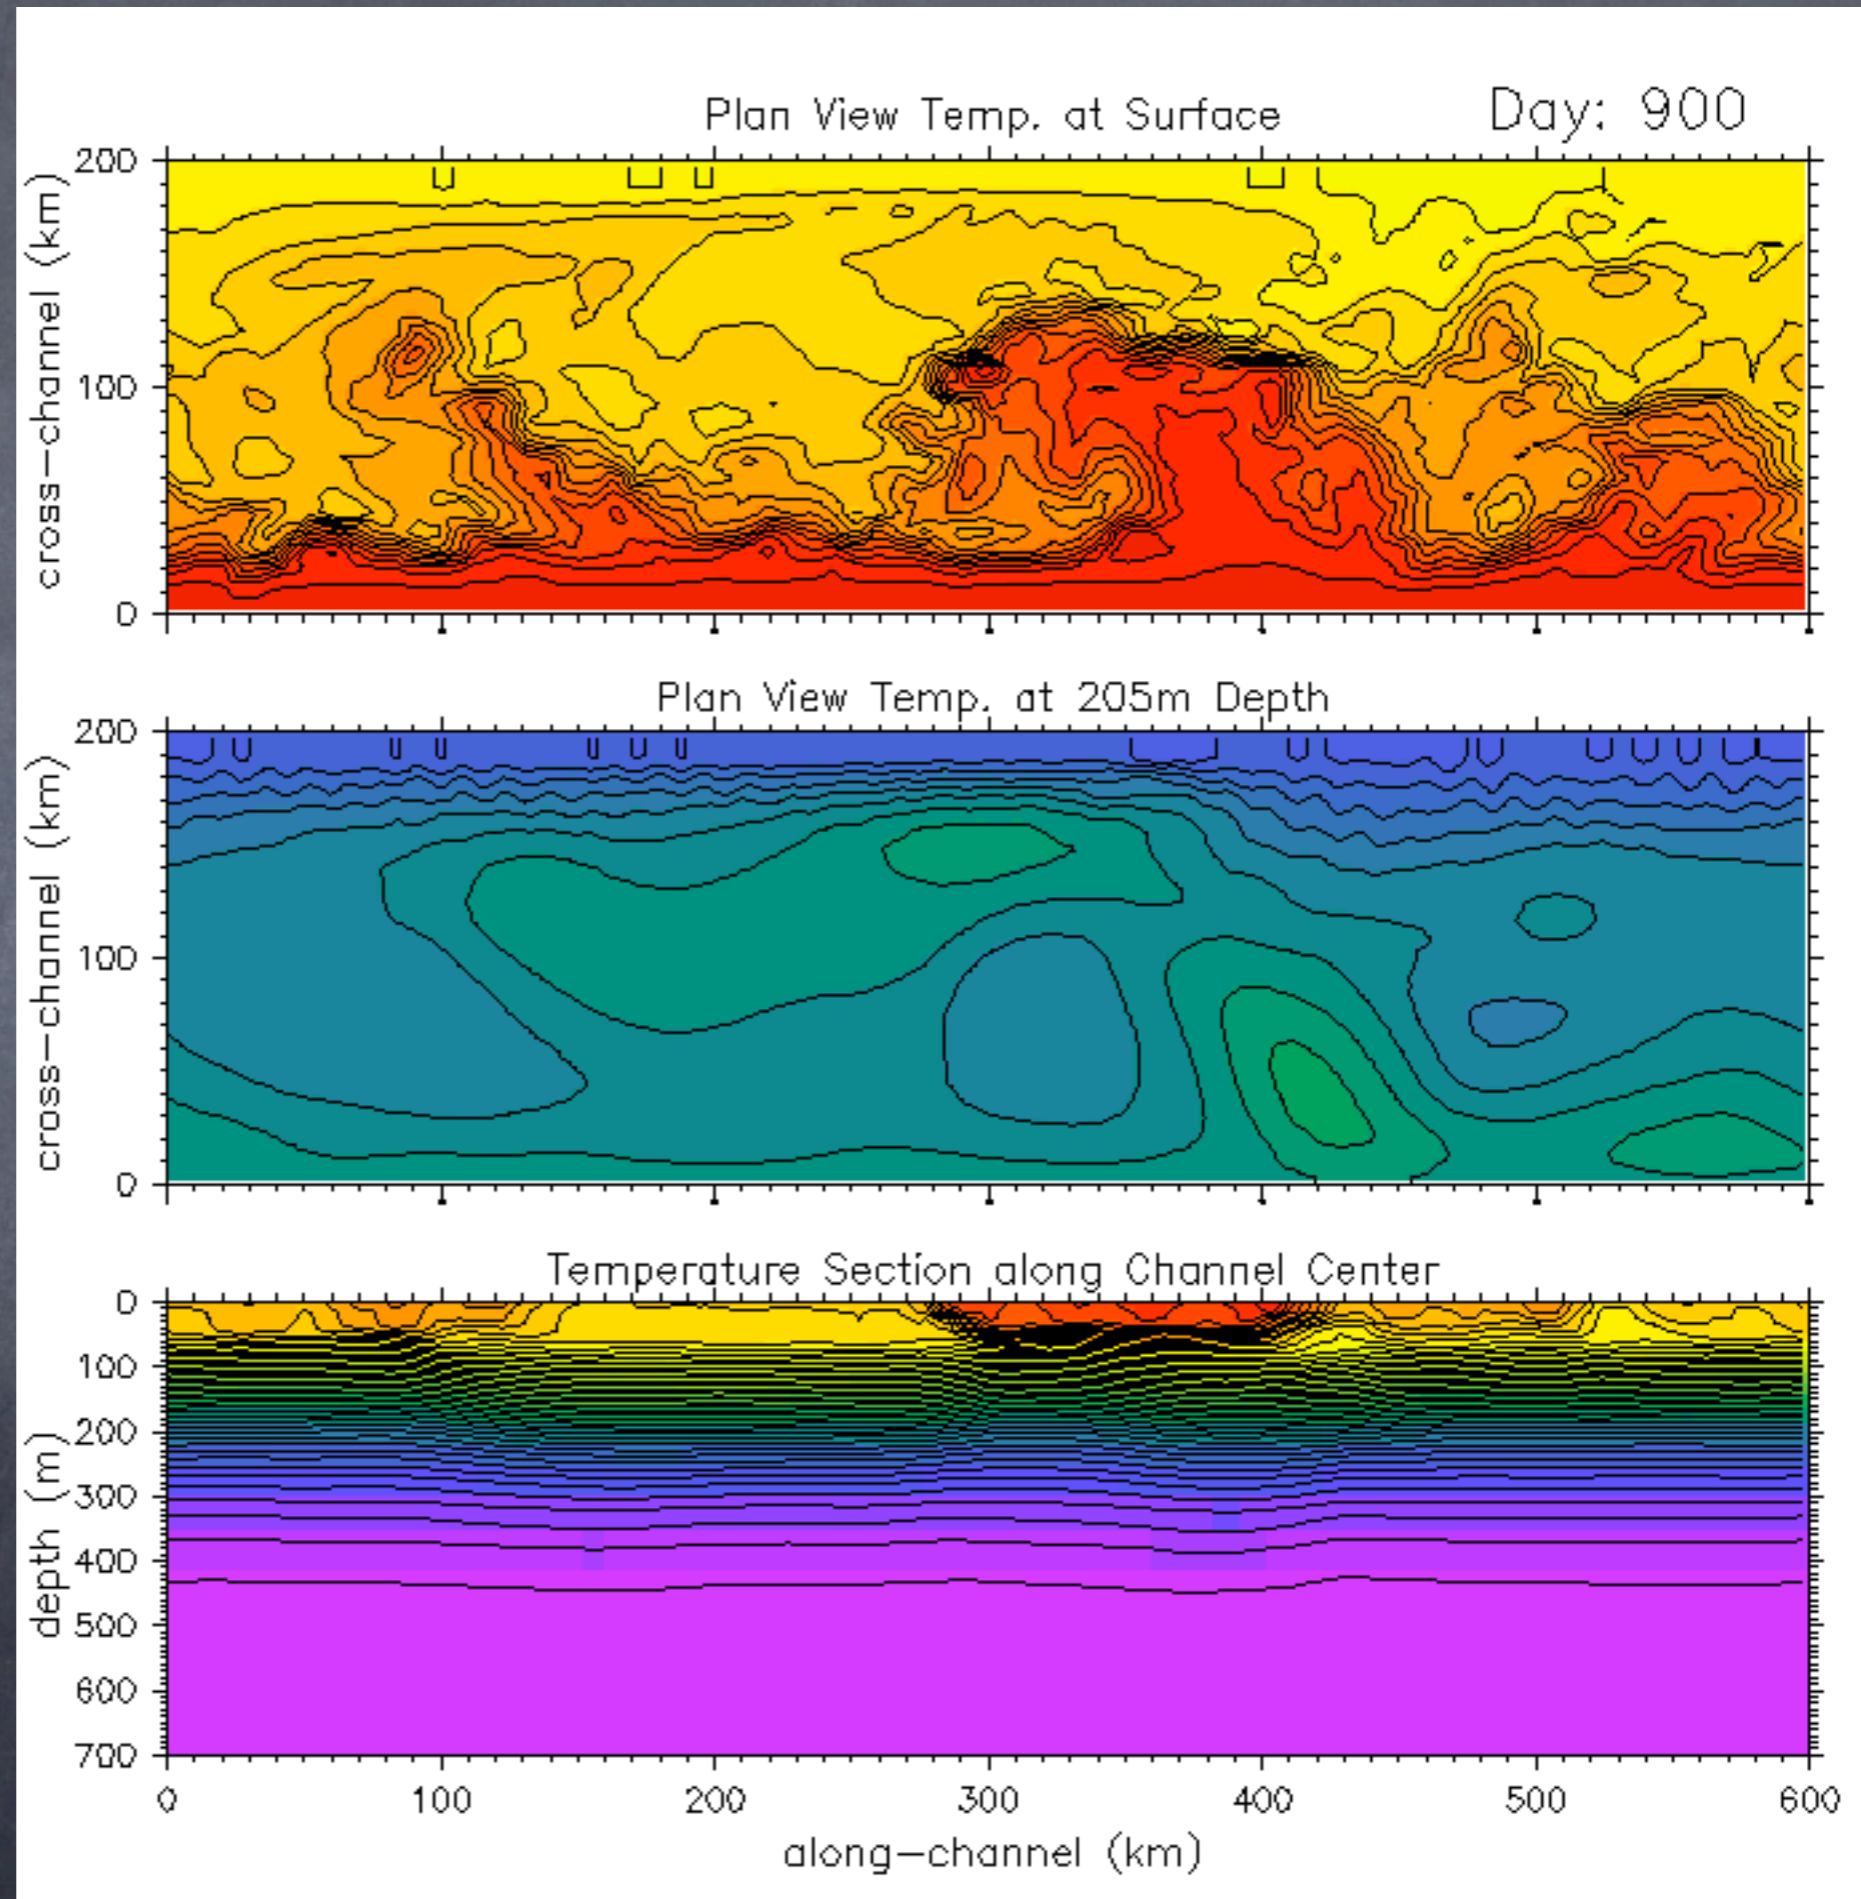 Plan View Temp. at Surface
Day: 900
200
100
0
cross-channel (km)
Plan View Temp. at 205m Depth
200
100
0
cross-channel (km)
Temperature Section along Channel Center
0
100
200
300
400
500
600
700
depth (m)
0 100 200 300 400 500 600
along-channel (km)